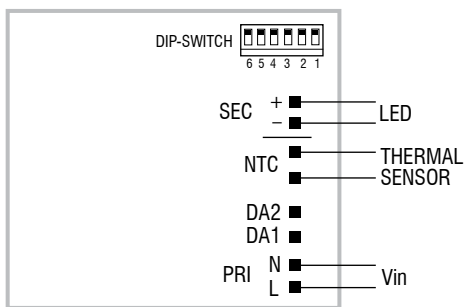 DIP-SWITCH
6 5 4 3 2 1
SEC + LED
−
NTC THERMAL
SENSOR
DA2
DA1
PRI N Vin
L